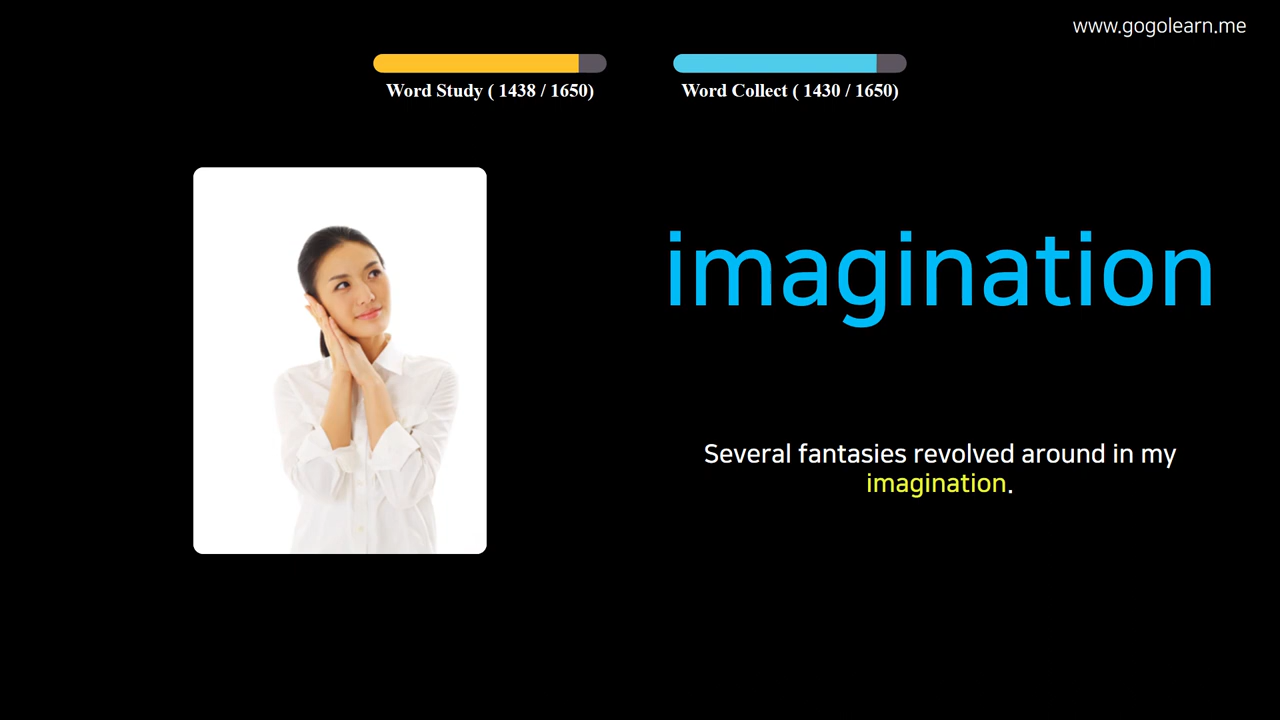 www.gogolearn.me
Word Study ( 1438 / 1650)
Word Collect ( 1430 / 1650)
imagination
Several fantasies revolved around in my
imagination.